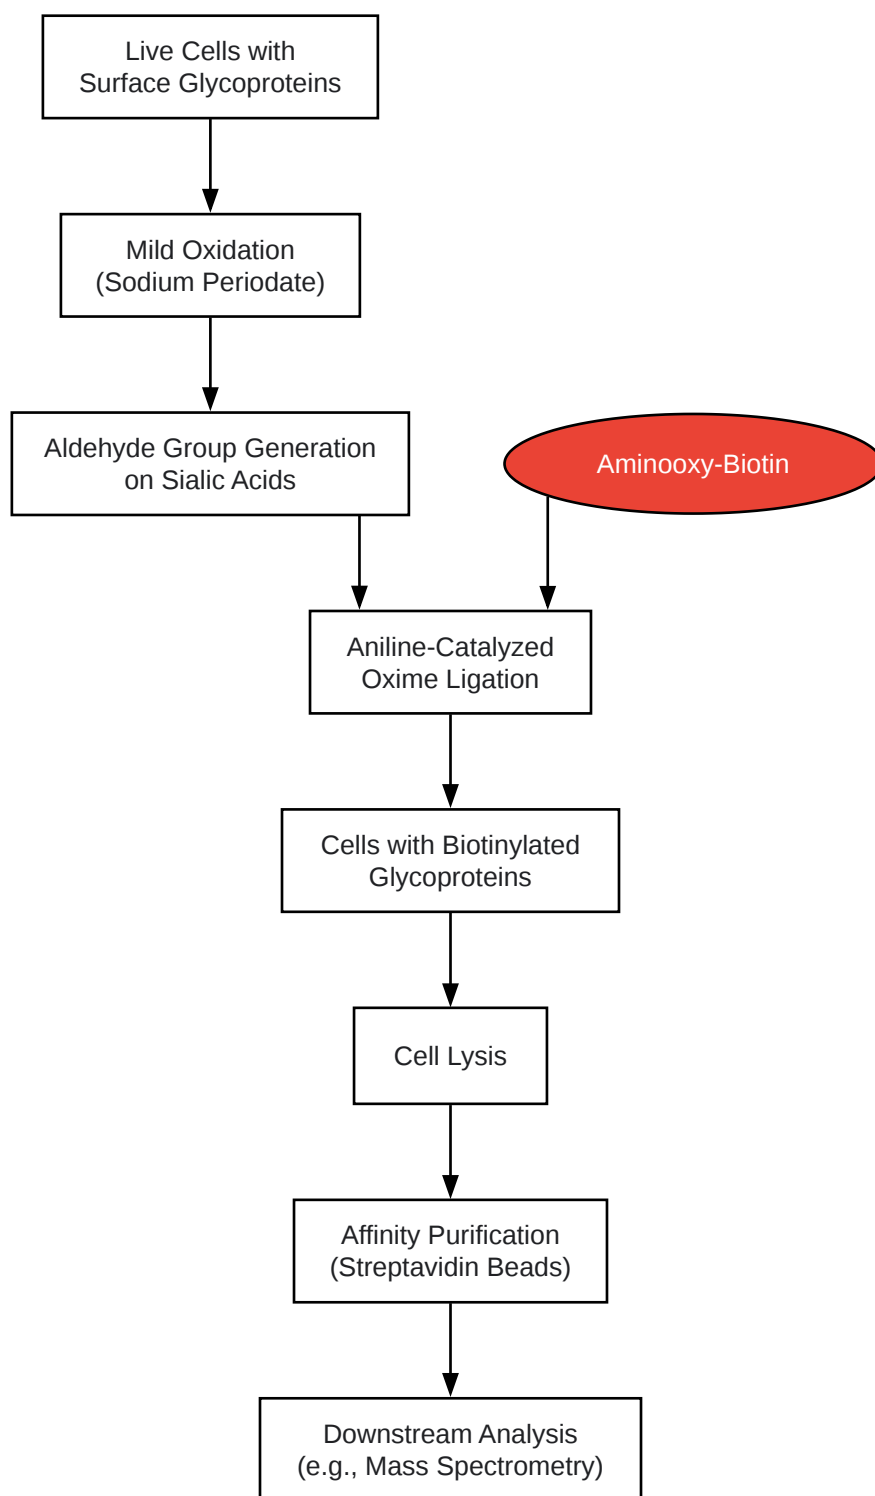 Live Cells with
Surface Glycoproteins
Mild Oxidation
(Sodium Periodate)
Aldehyde Group Generation
on Sialic Acids
Aminooxy-Biotin
Aniline-Catalyzed
Oxime Ligation
Cells with Biotinylated
Glycoproteins
Cell Lysis
Affinity Purification
(Streptavidin Beads)
Downstream Analysis
(e.g., Mass Spectrometry)